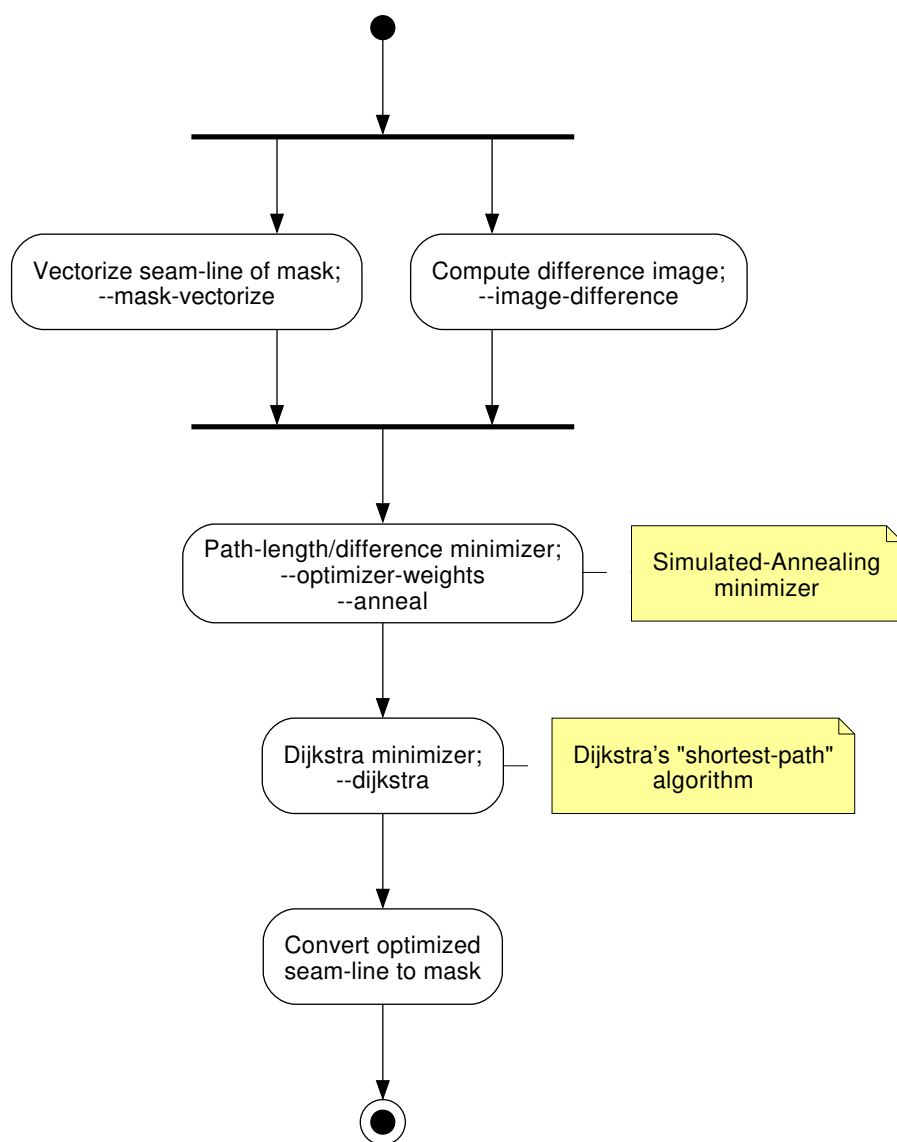 Vectorize seam-line of mask;
--mask-vectorize
Compute difference image;
--image-difference
Path-length/difference minimizer;
--optimizer-weights
--anneal
Simulated-Annealing
minimizer
Dijkstra minimizer;
--dijkstra
Dijkstra's "shortest-path"
algorithm
Convert optimized
seam-line to mask